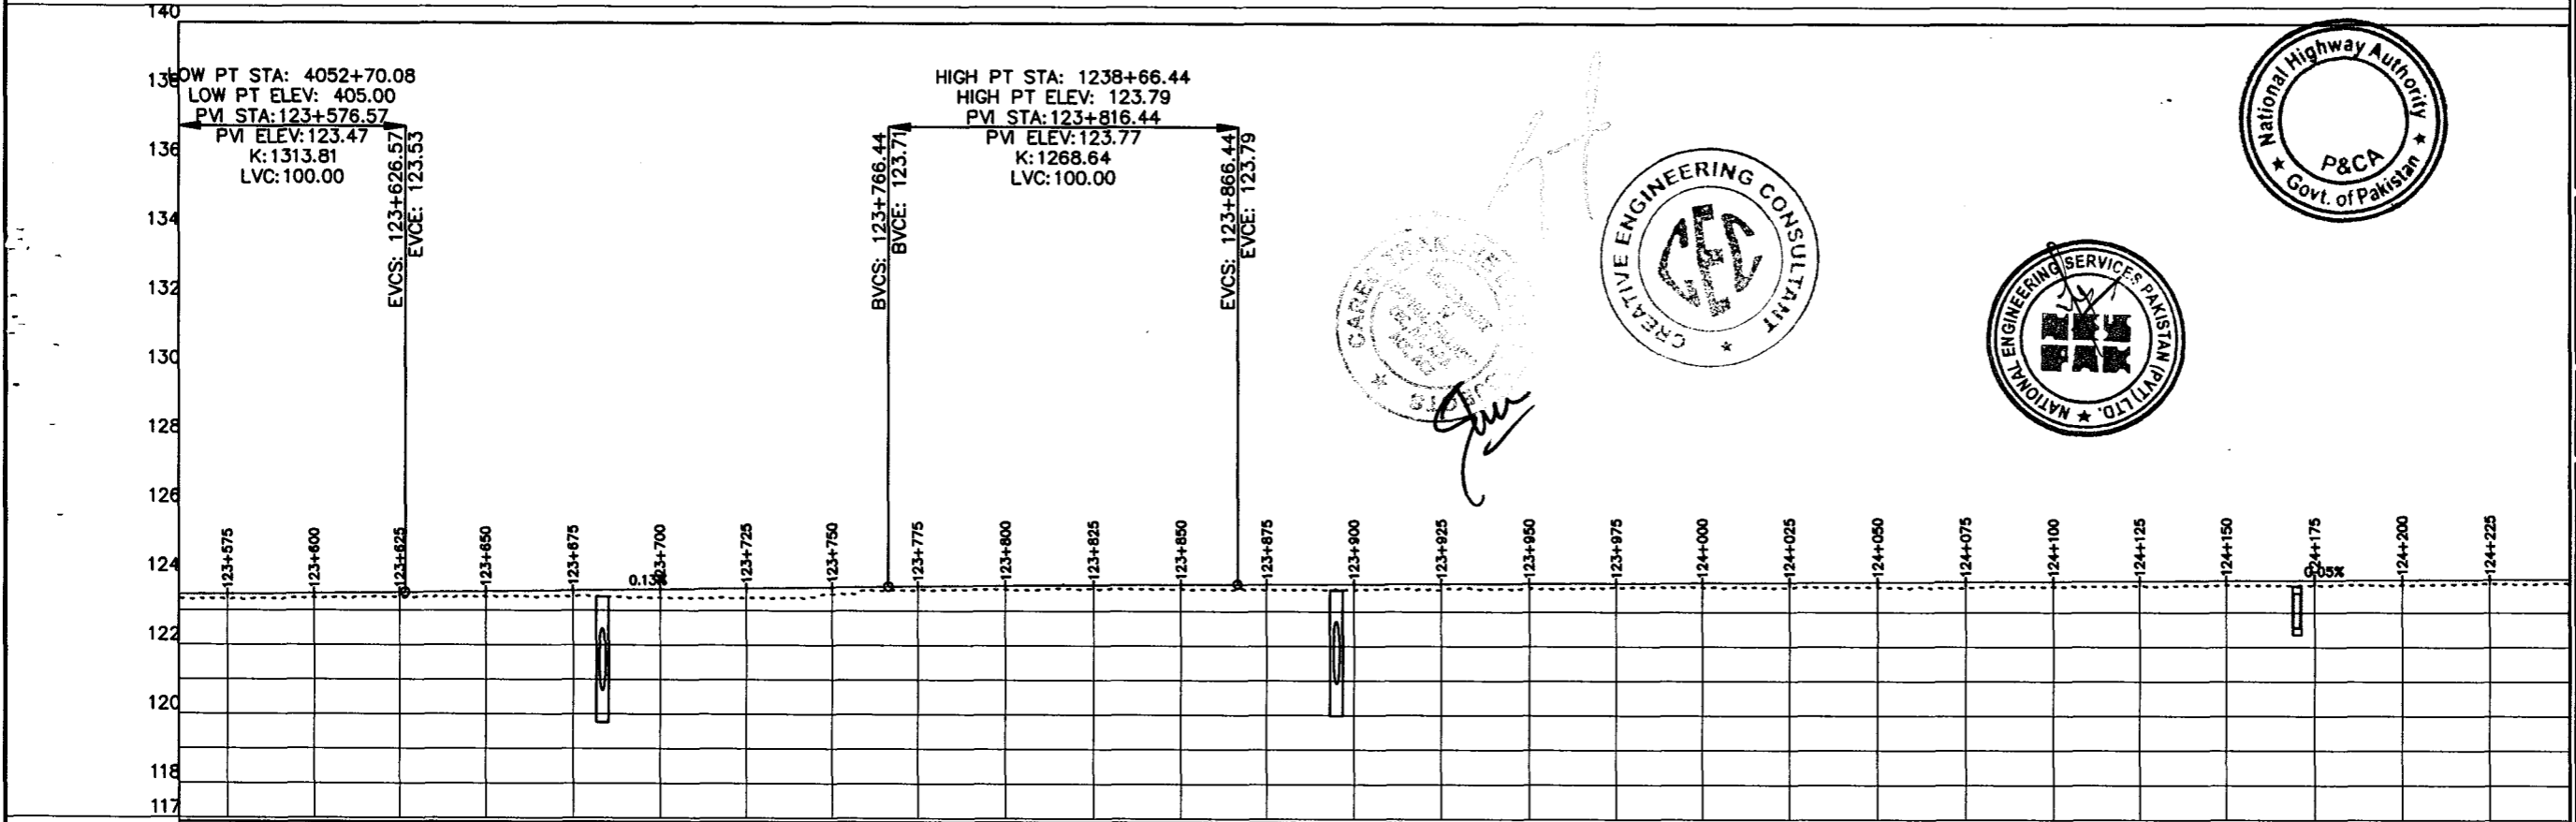 140
138
136
134
132
130
128
126
124
122
120
118
117
LOW PT STA: 4052+70.08
LOW PT ELEV: 405.00
PVI STA:123+576.57
PVI ELEV:123.47
K:1313.81
LVC:100.00
EVCS: 123+626.57
EVCE: 123.53
BVCS: 123+766.44
BVCE: 123.71
HIGH PT STA: 1238+66.44
HIGH PT ELEV: 123.79
PVI STA:123+816.44
PVI ELEV:123.77
K:1268.64
LVC:100.00
EVCS: 123+866.44
EVCE: 123.79
CREATIVE ENGINEERING CONSULTANT ★
CEC
NATIONAL ENGINEERING SERVICES PAKISTAN (PVT) LTD. ★
★ National Highway Authority ★
P&CA
Govt. of Pakistan
123+575
123+600
123+625
123+650
123+675
123+700
123+725
123+750
123+775
123+800
123+825
123+850
123+875
123+900
123+925
123+950
123+975
124+000
124+025
124+050
124+075
124+100
124+125
124+150
124+175
124+200
124+225
0.13%
0.05%